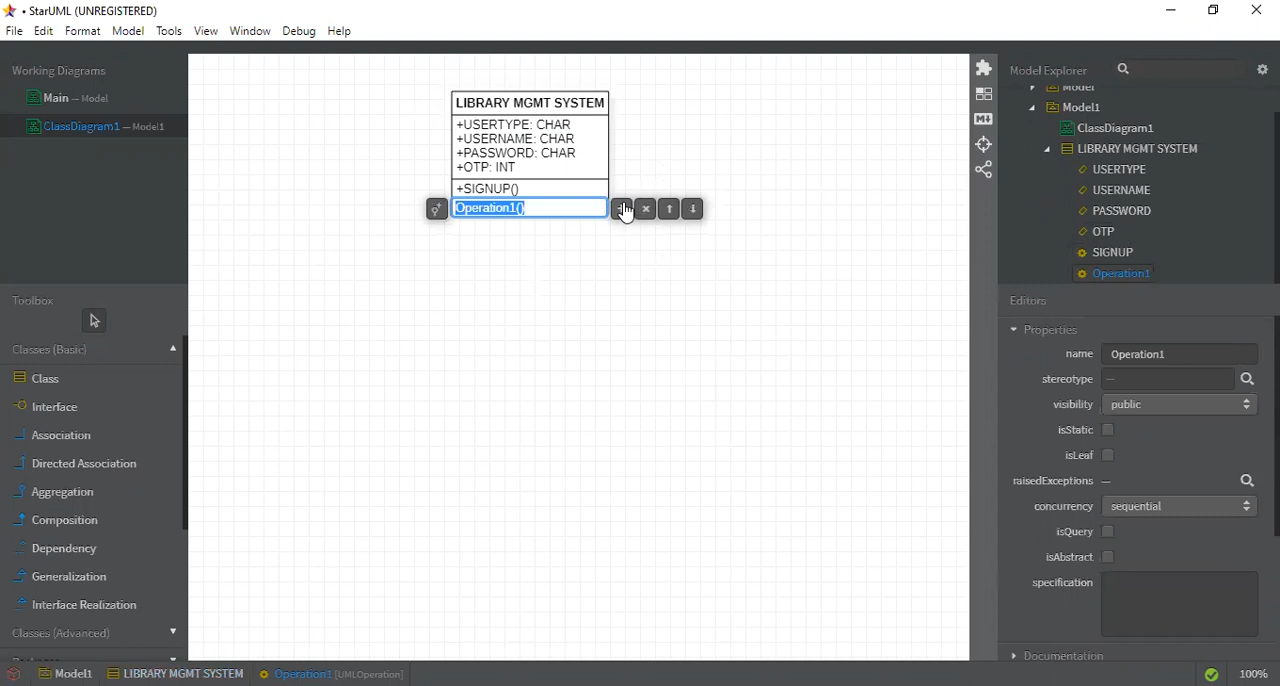 • StarUML (UNREGISTERED)
File Edit Format Model Tools View Window Debug Help
Working Diagrams
Main — Model
ClassDiagram1 — Model1
Toolbox
Classes (Basic)
Class
Interface
Association
Directed Association
Aggregation
Composition
Dependency
Generalization
Interface Realization
Classes (Advanced)
LIBRARY MGMT SYSTEM
+USERTYPE: CHAR
+USERNAME: CHAR
+PASSWORD: CHAR
+OTP: INT
+SIGNUP()
Operation1()
Model Explorer
Model
Model1
ClassDiagram1
LIBRARY MGMT SYSTEM
USERTYPE
USERNAME
PASSWORD
OTP
SIGNUP
Operation1
Editors
Properties
name Operation1
stereotype —
visibility public
isStatic
isLeaf
raisedExceptions —
concurrency sequential
isQuery
isAbstract
specification
Documentation
Model1 LIBRARY MGMT SYSTEM Operation1 [UMLOperation] 100%